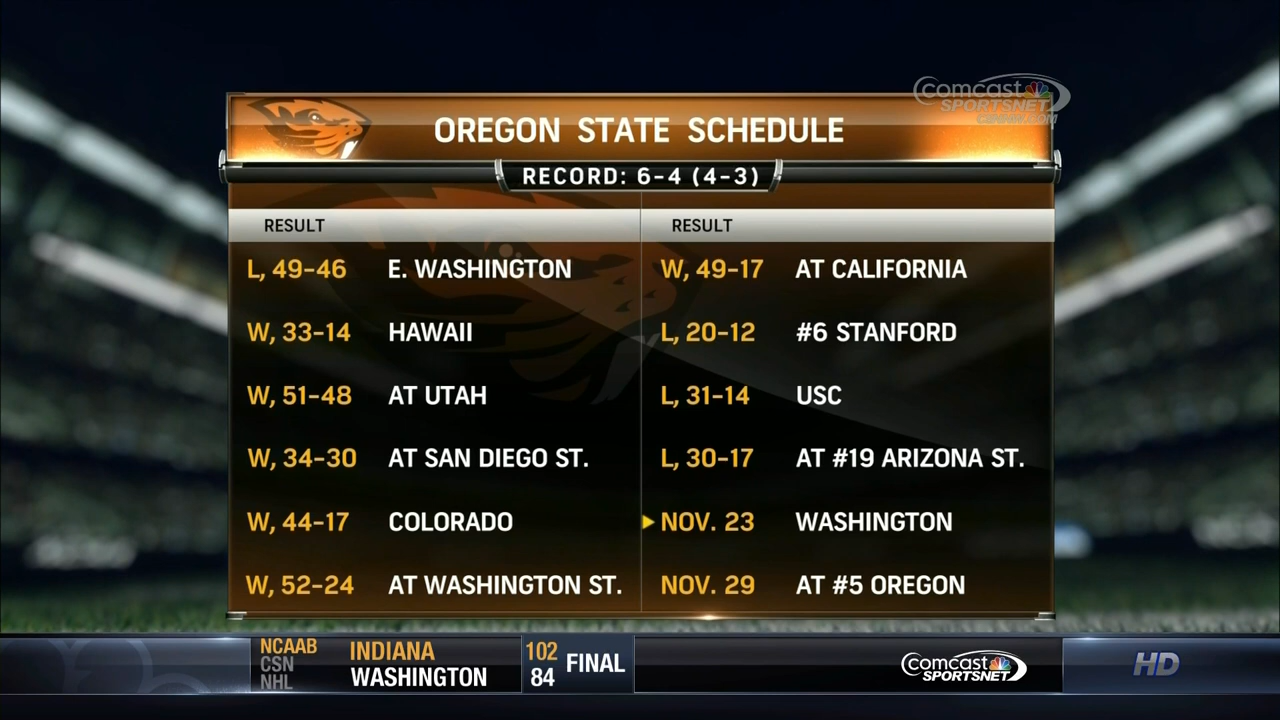 comcast
SPORTSNET
CSNNW.COM
OREGON STATE SCHEDULE
RECORD: 6-4 (4-3)
RESULT
L, 49-46 E. WASHINGTON
W, 33-14 HAWAII
W, 51-48 AT UTAH
W, 34-30 AT SAN DIEGO ST.
W, 44-17 COLORADO
W, 52-24 AT WASHINGTON ST.
RESULT
W, 49-17 AT CALIFORNIA
L, 20-12 #6 STANFORD
L, 31-14 USC
L, 30-17 AT #19 ARIZONA ST.
NOV. 23 WASHINGTON
NOV. 29 AT #5 OREGON
NCAAB
CSN
NHL
INDIANA 102
WASHINGTON 84
FINAL
comcast
SPORTSNET
HD